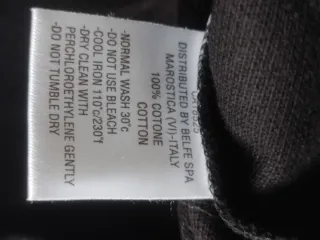 DISTRIBUTED BY BELFE SPA
MAROSTICA (VI)-ITALY
100% COTONE
COTTON
-NORMAL WASH 30°c
-DO NOT USE BLEACH
-COOL IRON 110°c/230°f
-DRY CLEAN WITH
PERCHLOROETHYLENE GENTLY
-DO NOT TUMBLE DRY